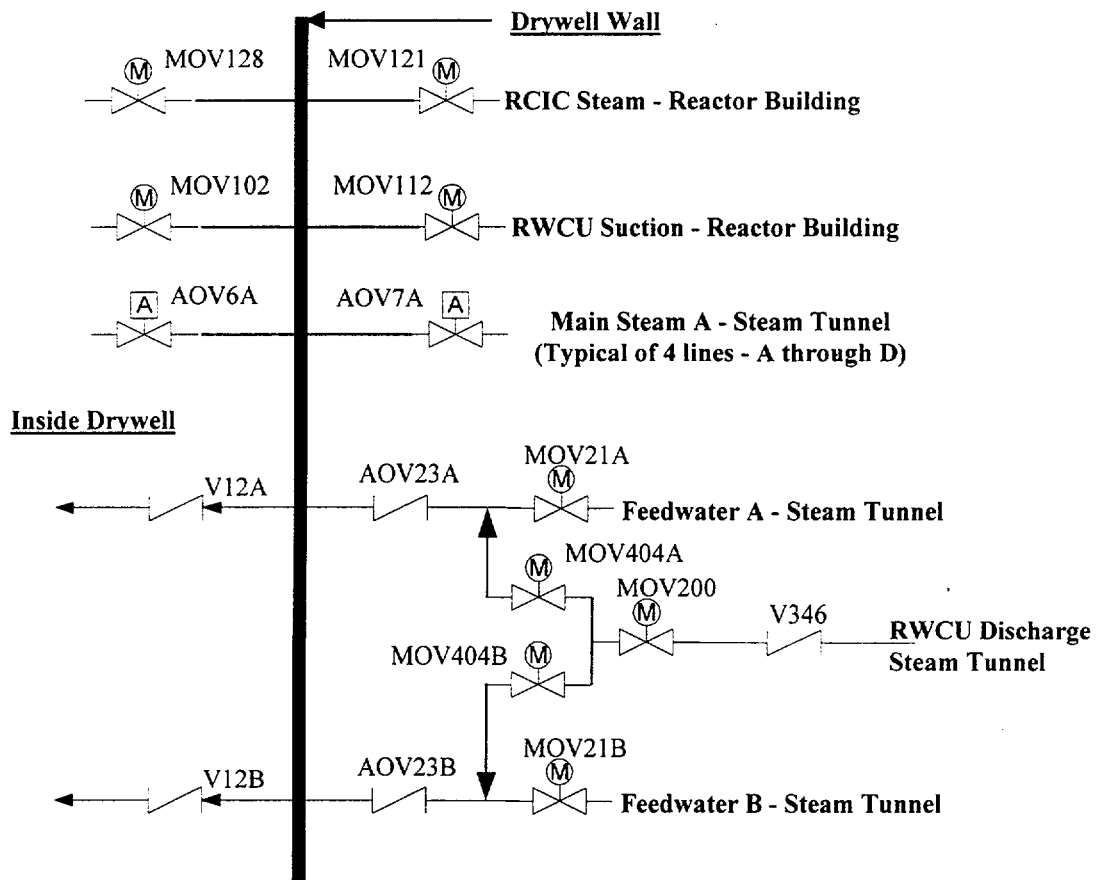 Drywell Wall
MOV128
MOV121
M
M
RCIC Steam - Reactor Building
MOV102
MOV112
M
M
RWCU Suction - Reactor Building
AOV6A
AOV7A
A
A
Main Steam A - Steam Tunnel
(Typical of 4 lines - A through D)
Inside Drywell
MOV21A
V12A
AOV23A
M
Feedwater A - Steam Tunnel
MOV404A
M
MOV200
M
V346
RWCU Discharge
Steam Tunnel
MOV404B
M
MOV21B
V12B
AOV23B
M
Feedwater B - Steam Tunnel